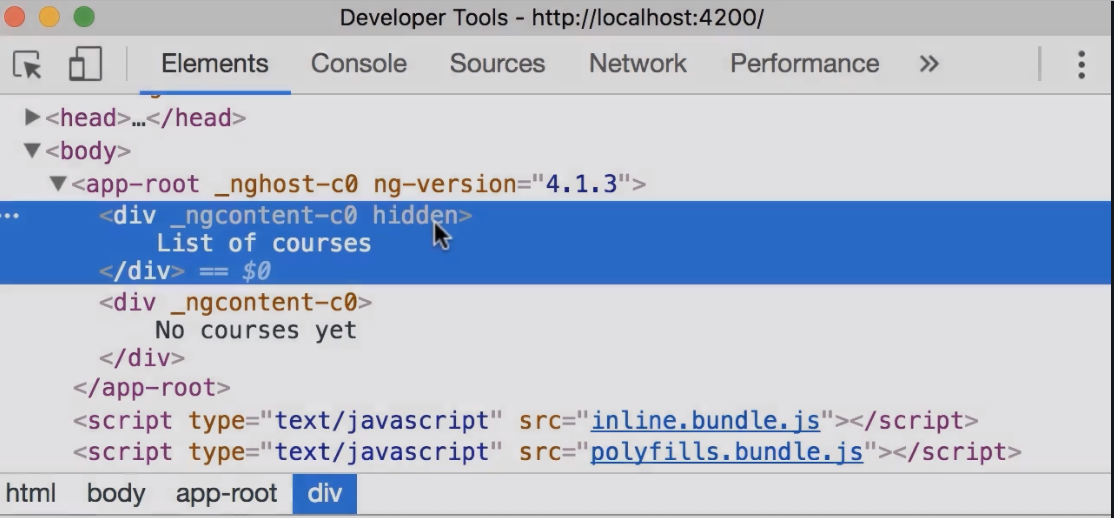 Developer Tools - http://localhost:4200/
Elements Console Sources Network Performance »
<head>…</head>
<body>
<app-root _nghost-c0 ng-version="4.1.3">
<div _ngcontent-c0 hidden>
List of courses
</div> == $0
<div _ngcontent-c0>
No courses yet
</div>
</app-root>
<script type="text/javascript" src="inline.bundle.js"></script>
<script type="text/javascript" src="polyfills.bundle.js"></script>
html body app-root div